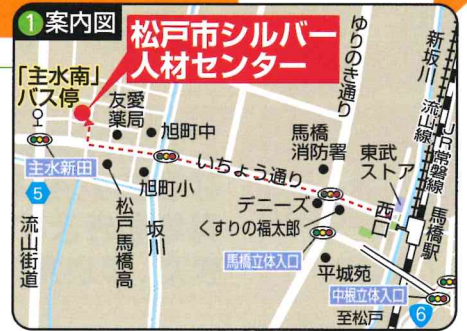 1案内図
松戸市シルバー
人材センター
「主水南」
バス停
友愛
薬局
旭町中
主水新田
5
流山街道
松戸馬橋高
旭町小
坂川
いちょう通り
ゆりのき通り
馬橋
消防署
東武
ストア
新坂川
流山線
JR常磐線
馬橋駅
西口
デニーズ
くすりの福太郎
馬橋立体入口
平城苑
中根立体入口
至松戸
6